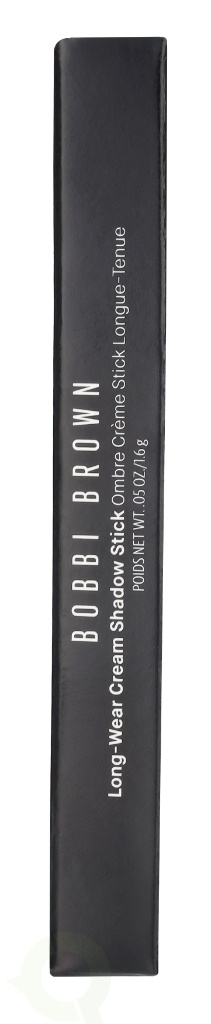 BOBBI BROWN
Long-Wear Cream Shadow Stick Ombre Crème Stick Longue-Tenue
POIDS NET WT. .05 OZ./1.6 g